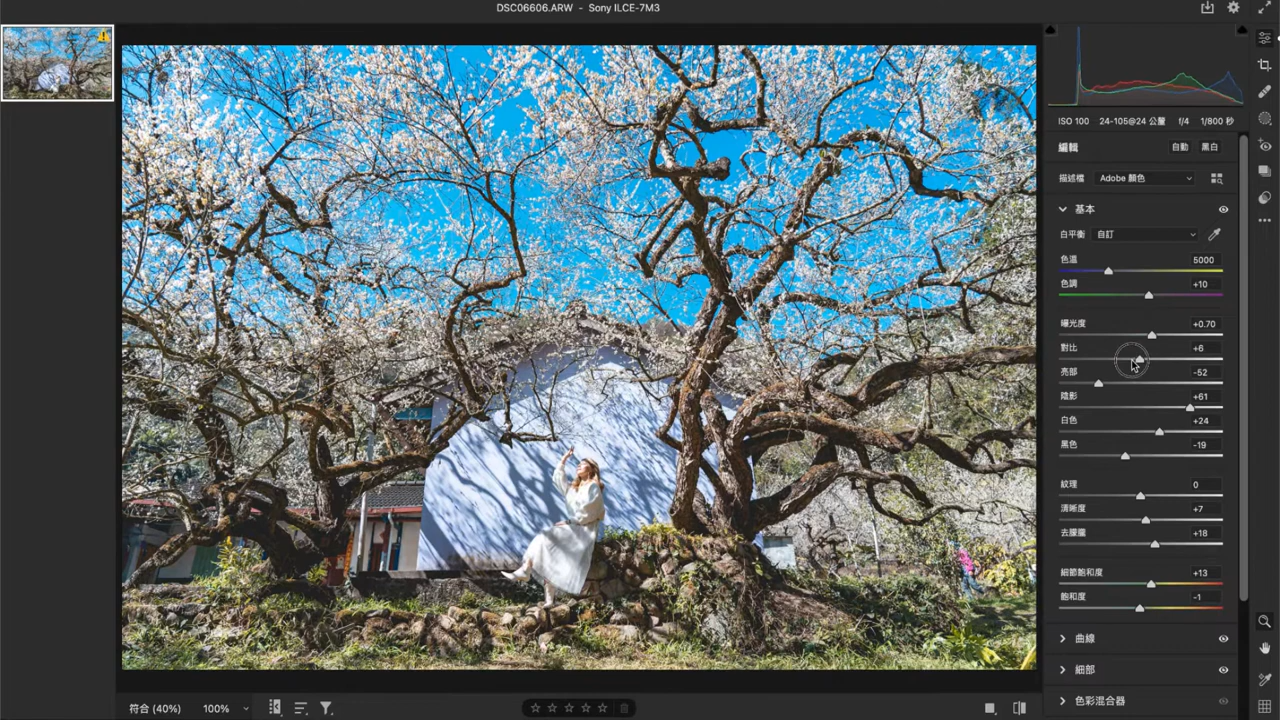 DSC06606.ARW - Sony ILCE-7M3
ISO 100 24-105@24 公釐 f/4 1/800 秒
編輯 自動 黑白
描述檔 Adobe 顏色
基本
白平衡 自訂
色溫 5000
色調 +10
曝光度 +0.70
對比 +6
亮部 -52
陰影 +61
白色 +24
黑色 -19
紋理 0
清晰度 +7
去朦朧 +18
細節飽和度 +13
飽和度 -1
曲線
細部
色彩混合器
符合 (40%) 100%